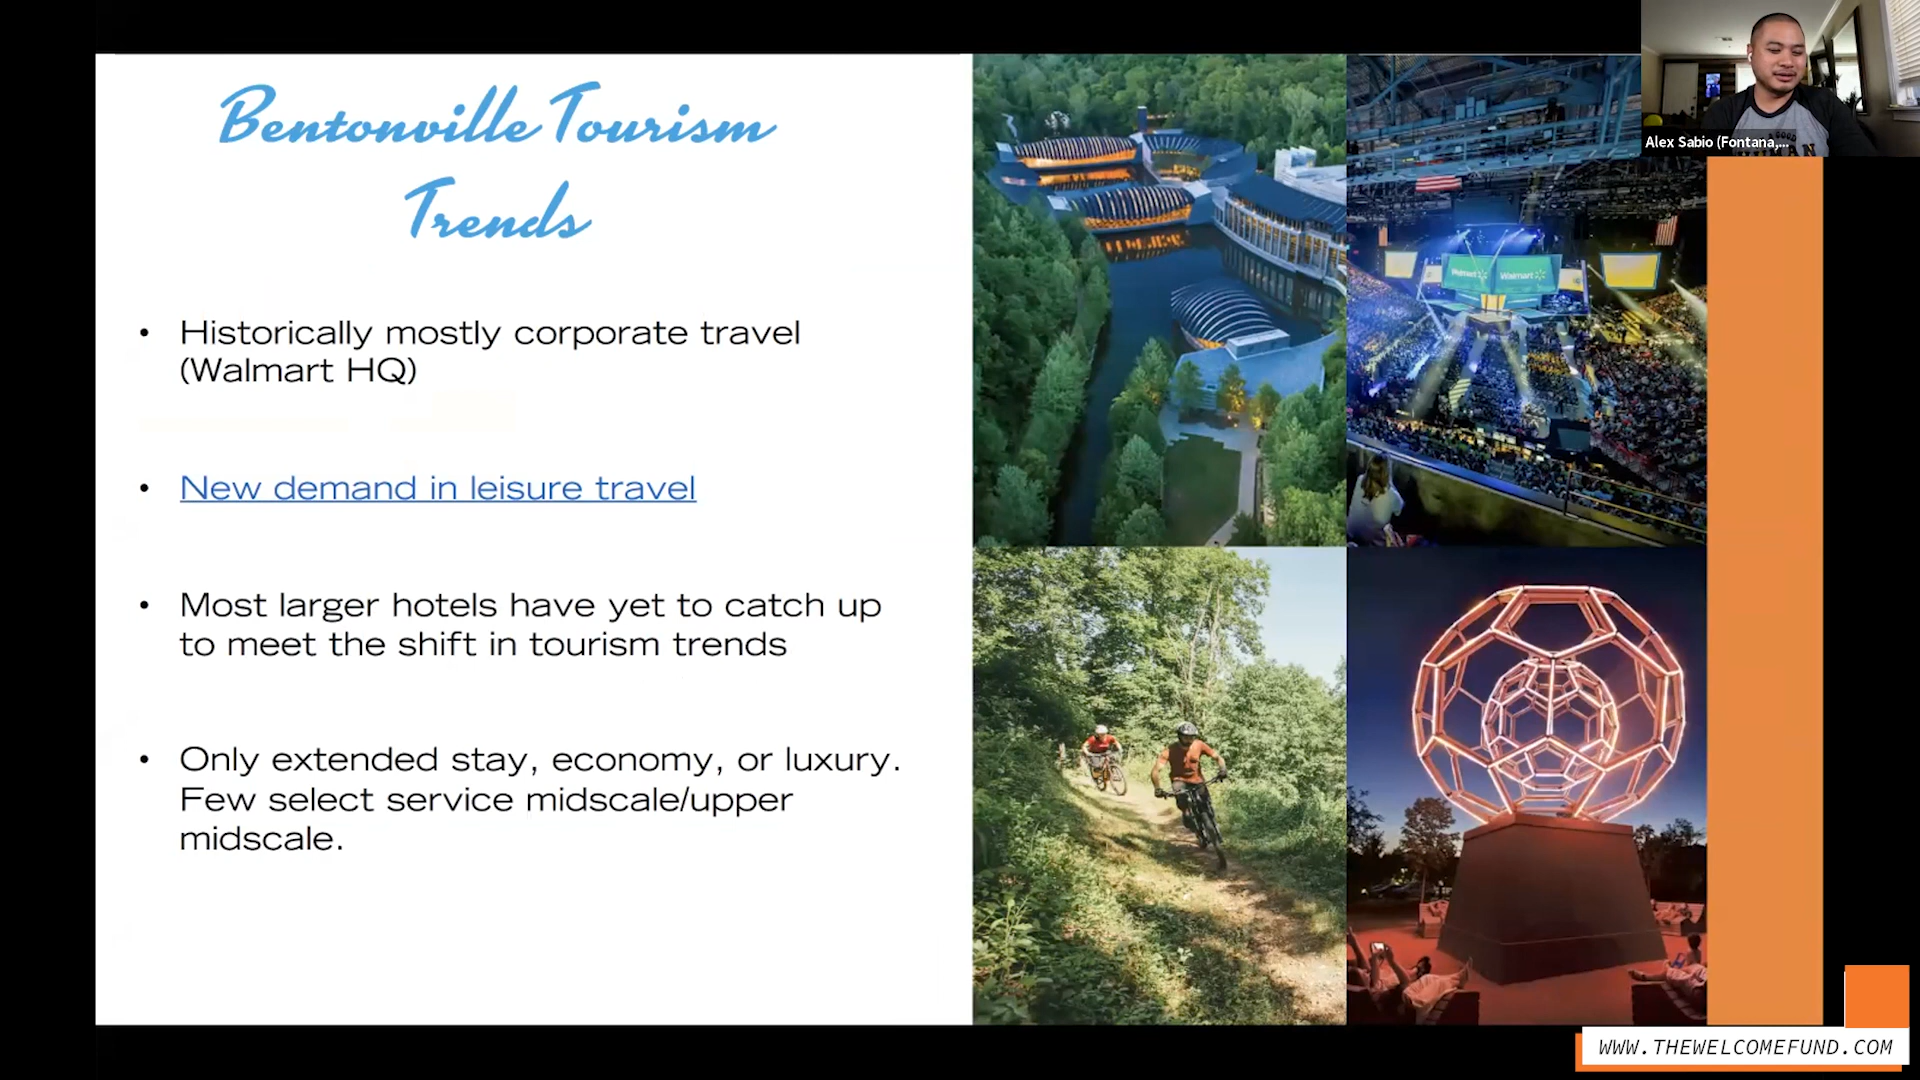 Bentonville Tourism
Trends
• Historically mostly corporate travel
(Walmart HQ)
• New demand in leisure travel
• Most larger hotels have yet to catch up
to meet the shift in tourism trends
• Only extended stay, economy, or luxury.
Few select service midscale/upper
midscale.
Walmart Walmart
Alex Sabio (Fontana,...
WWW.THEWELCOMEFUND.COM